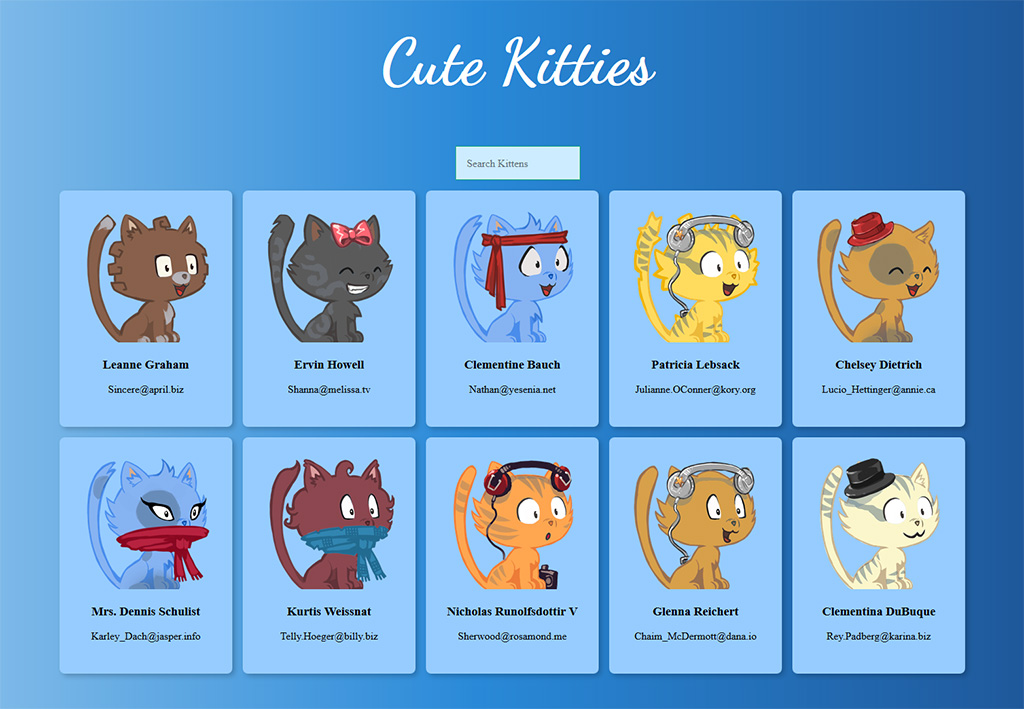 Cute Kitties
Search Kittens
Leanne Graham
Sincere@april.biz
Ervin Howell
Shanna@melissa.tv
Clementine Bauch
Nathan@yesenia.net
Patricia Lebsack
Julianne.OConner@kory.org
Chelsey Dietrich
Lucio_Hettinger@annie.ca
Mrs. Dennis Schulist
Karley_Dach@jasper.info
Kurtis Weissnat
Telly.Hoeger@billy.biz
Nicholas Runolfsdottir V
Sherwood@rosamond.me
Glenna Reichert
Chaim_McDermott@dana.io
Clementina DuBuque
Rey.Padberg@karina.biz